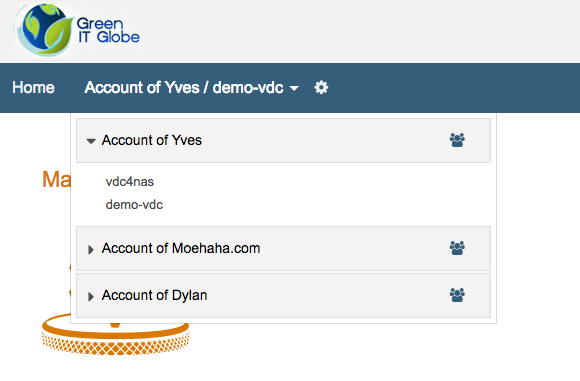 Green
IT Globe
Home
Account of Yves / demo-vdc
Account of Yves
Ma
vdc4nas
demo-vdc
Account of Moehaha.com
Account of Dylan